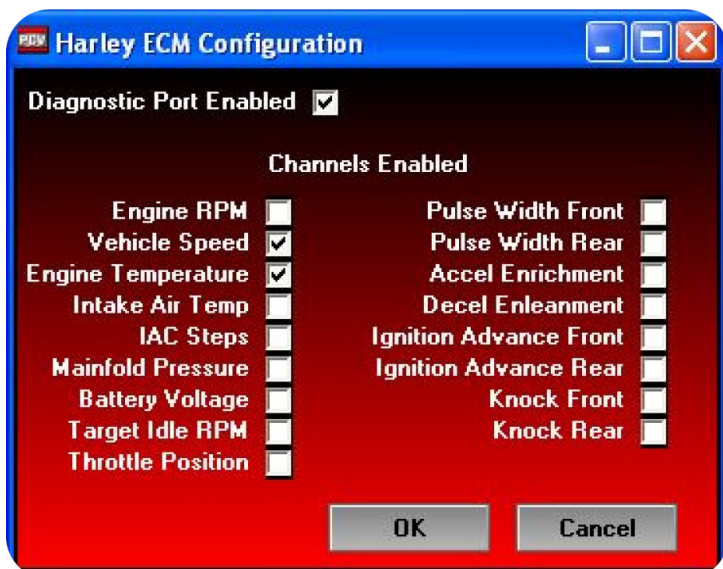 PCV Harley ECM Configuration
Diagnostic Port Enabled
Channels Enabled
Engine RPM
Vehicle Speed
Engine Temperature
Intake Air Temp
IAC Steps
Mainfold Pressure
Battery Voltage
Target Idle RPM
Throttle Position
Pulse Width Front
Pulse Width Rear
Accel Enrichment
Decel Enleanment
Ignition Advance Front
Ignition Advance Rear
Knock Front
Knock Rear
OK Cancel